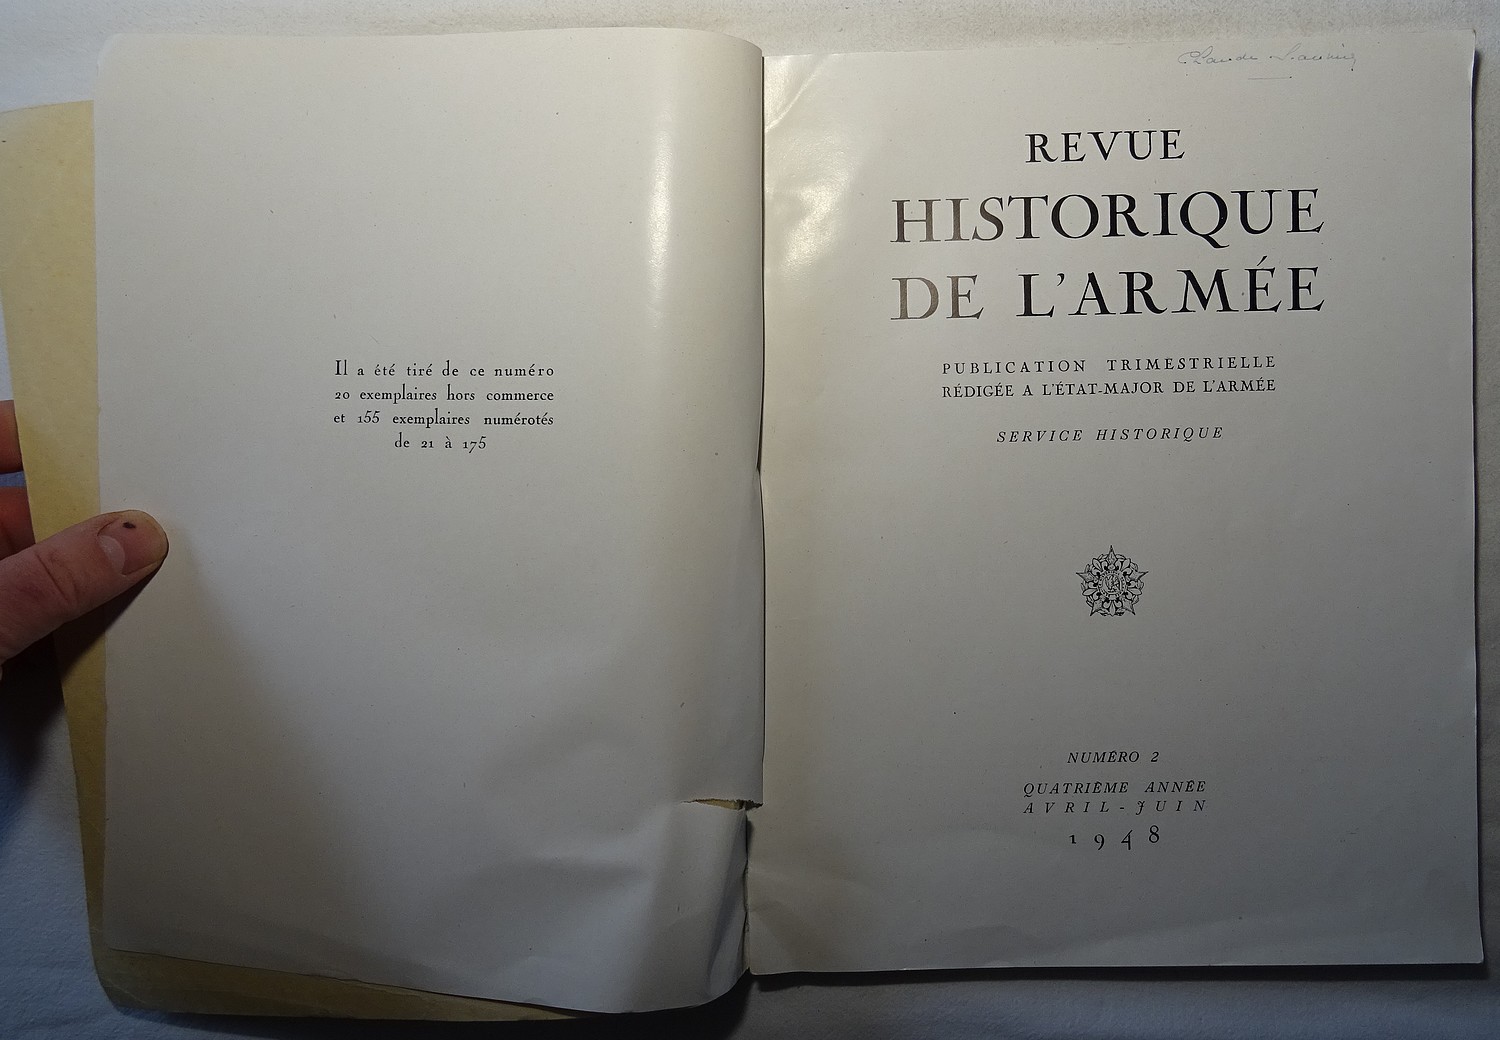 Il a été tiré de ce numéro
20 exemplaires hors commerce
et 155 exemplaires numérotés
de 21 à 175
Claude
REVUE
HISTORIQUE
DE L'ARMÉE
PUBLICATION TRIMESTRIELLE
RÉDIGÉE A L'ÉTAT-MAJOR DE L'ARMÉE
SERVICE HISTORIQUE
NUMÉRO 2
QUATRIÈME ANNÉE
AVRIL-JUIN
1948